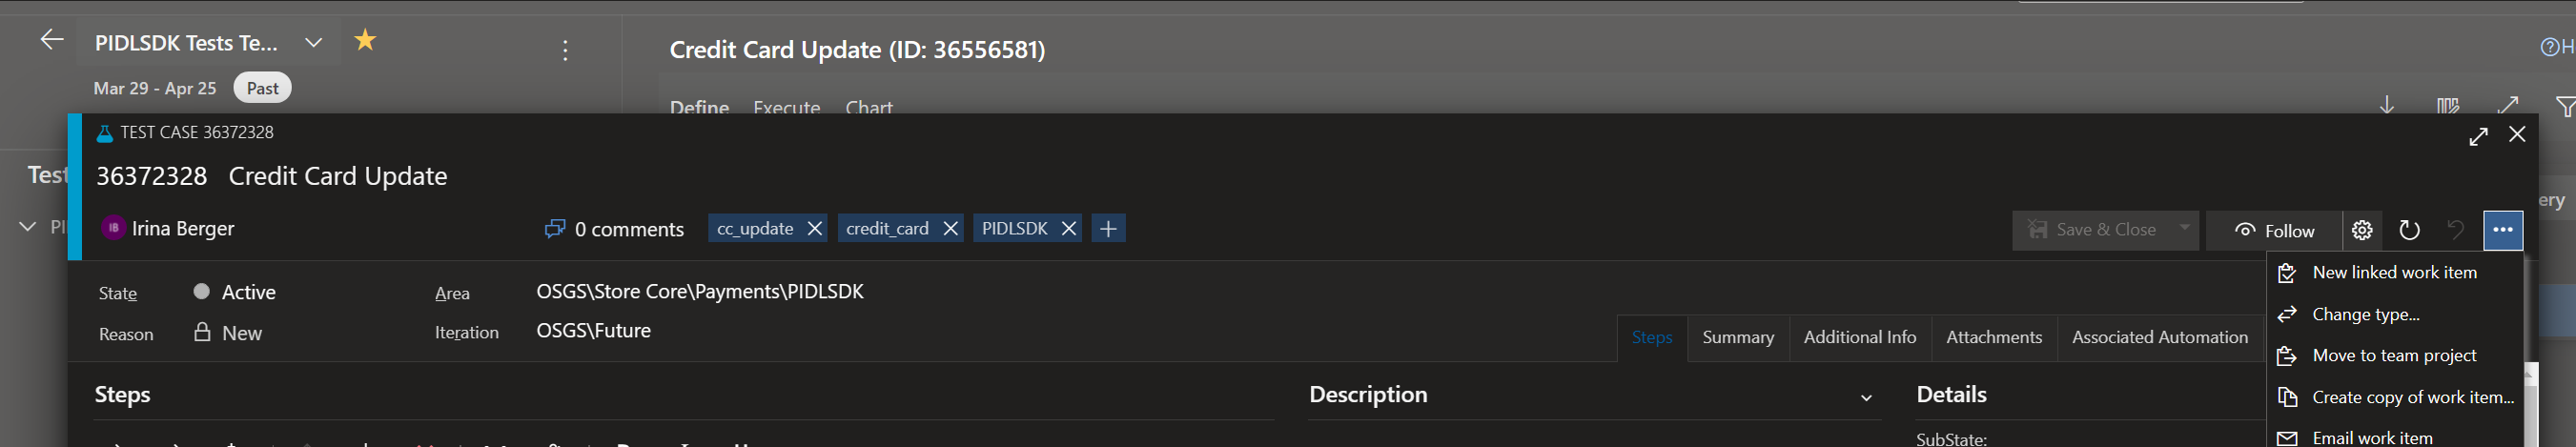 PIDLSDK Tests Te...
Mar 29 - Apr 25 Past
Credit Card Update (ID: 36556581)
Define Execute Chart
TEST CASE 36372328
36372328 Credit Card Update
Test
IB Irina Berger
0 comments
cc_update
credit_card
PIDLSDK
Save & Close
Follow
ery
State Active
Area OSGS\Store Core\Payments\PIDLSDK
Reason New
Iteration OSGS\Future
Steps Summary Additional Info Attachments Associated Automation
New linked work item
Change type...
Move to team project
Create copy of work item...
Email work item
Steps
Description
Details
SubState: